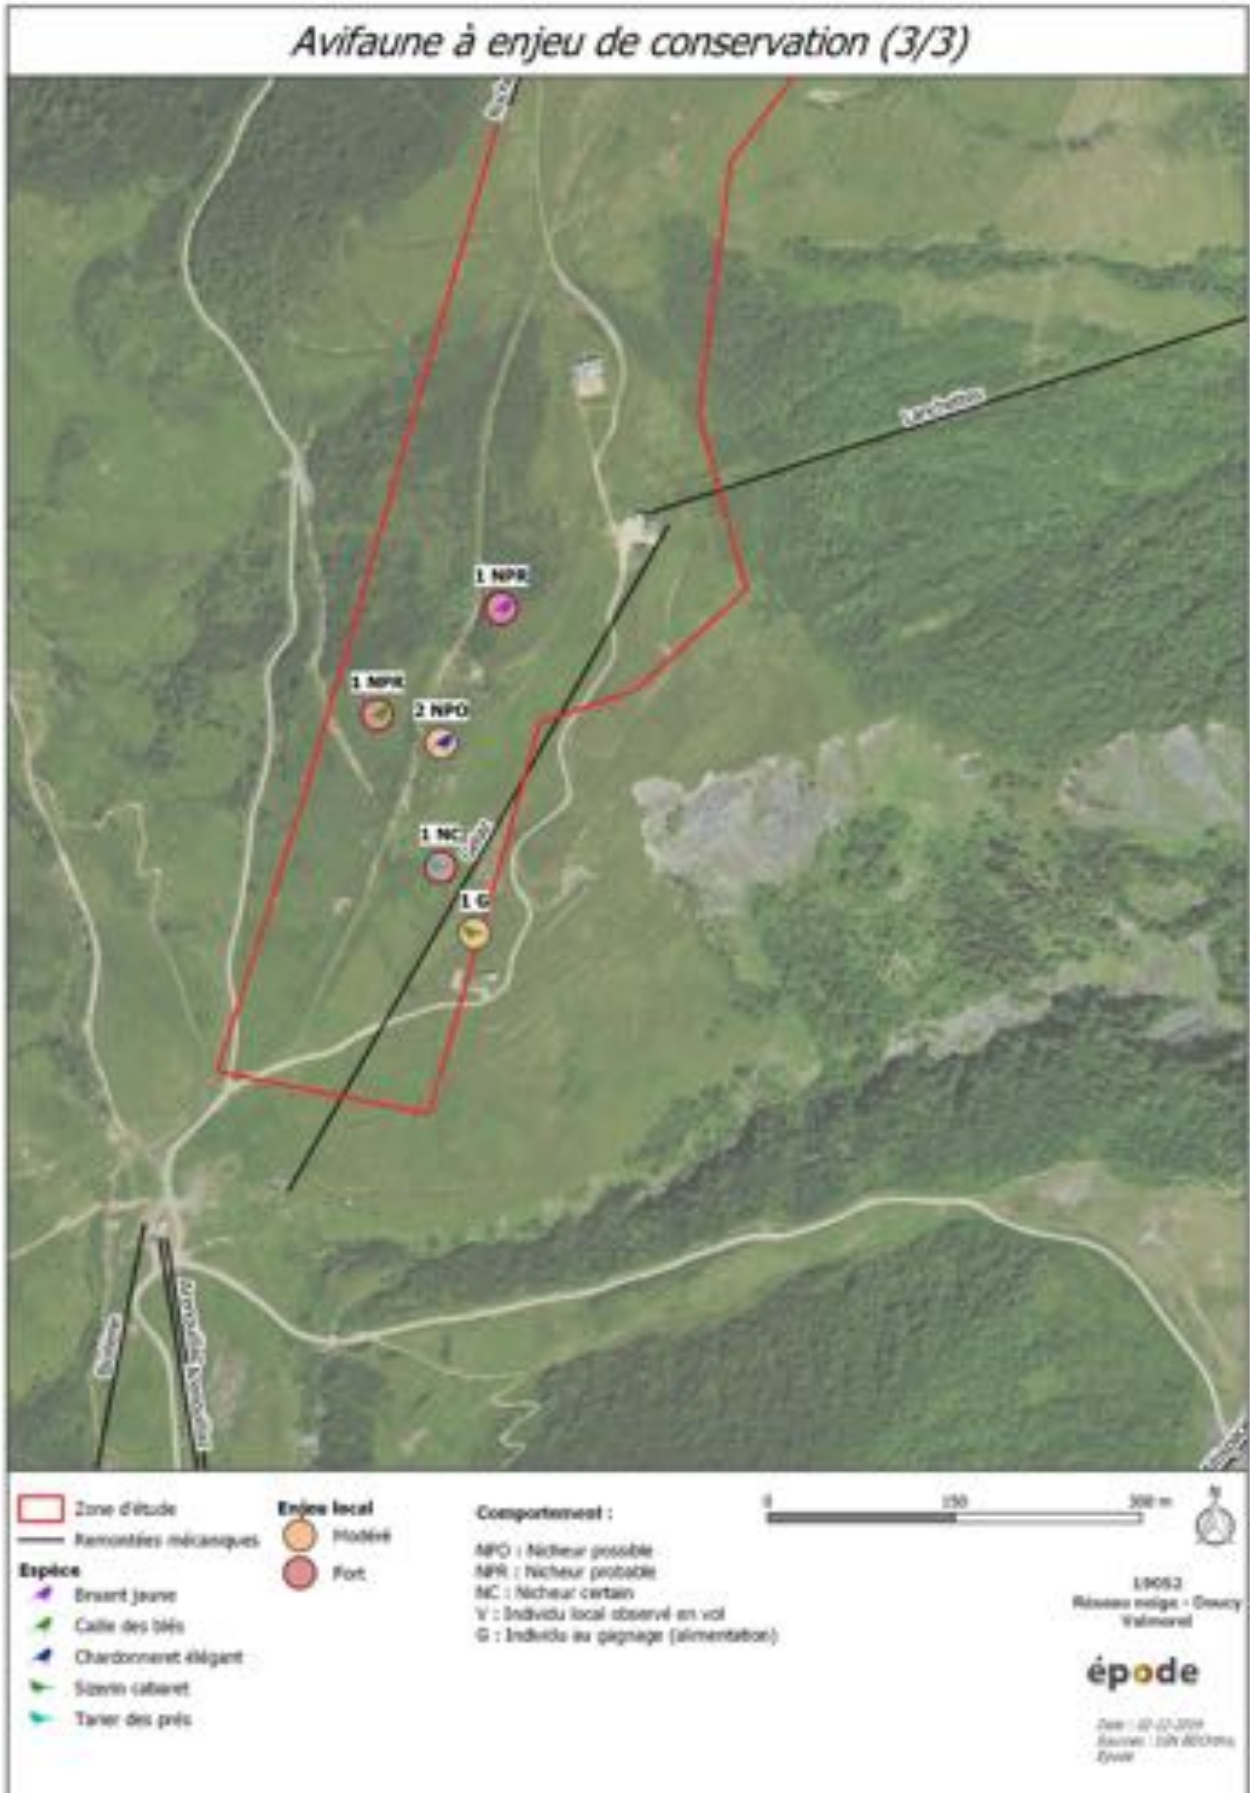 Avifaune à enjeu de conservation (3/3)
Lanchettes
1 NPR
1 NPR
2 NPO
1 NC
1 G
Zone d'étude
Remontées mécaniques
Espèce
Bruant jaune
Caille des blés
Chardonneret élégant
Sizerin cabaret
Tarier des prés
Enjeu local
Modéré
Fort
Comportement :
NPO : Nicheur possible
NPR : Nicheur probable
NC : Nicheur certain
V : Individu local observé en vol
G : Individu au gagnage (alimentation)
0 150 300 m
N
19052
Réseau neige - Doucy
Valmorel
épode